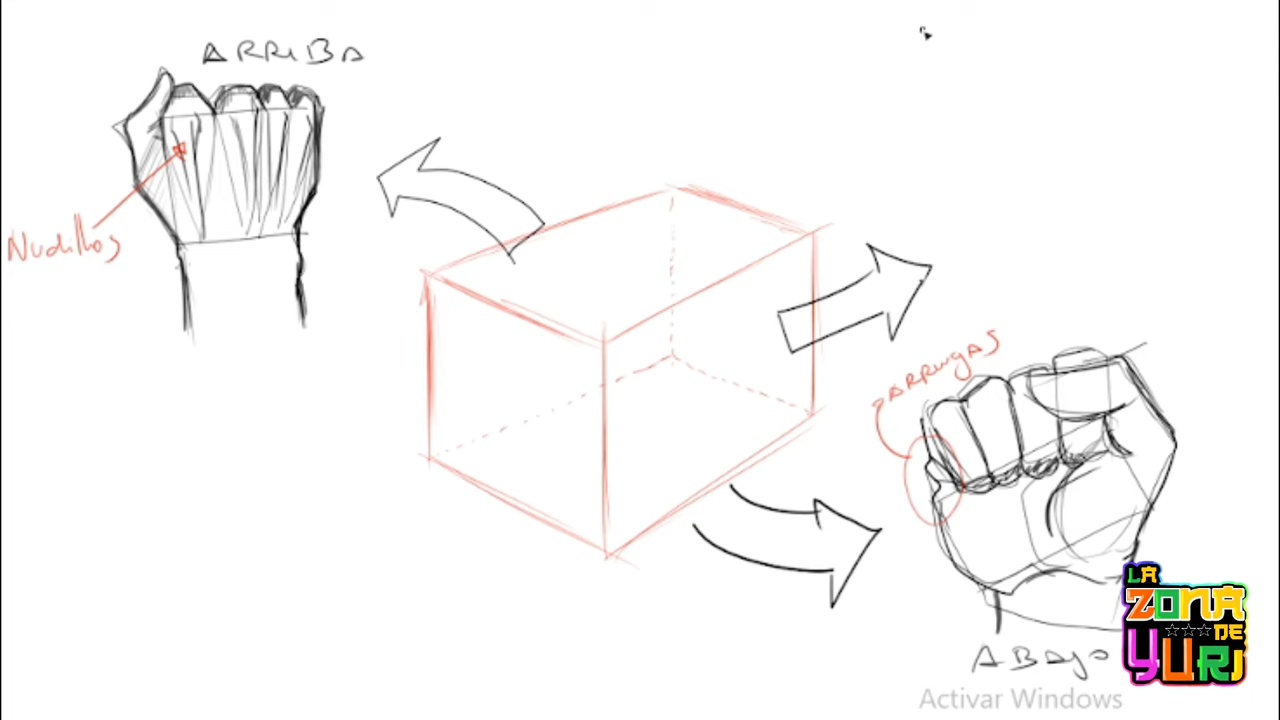 ARRIBA
Nudillos
ARRUgAS
ABAjo
LA
ZONA
DE
YURI
Activar Windows